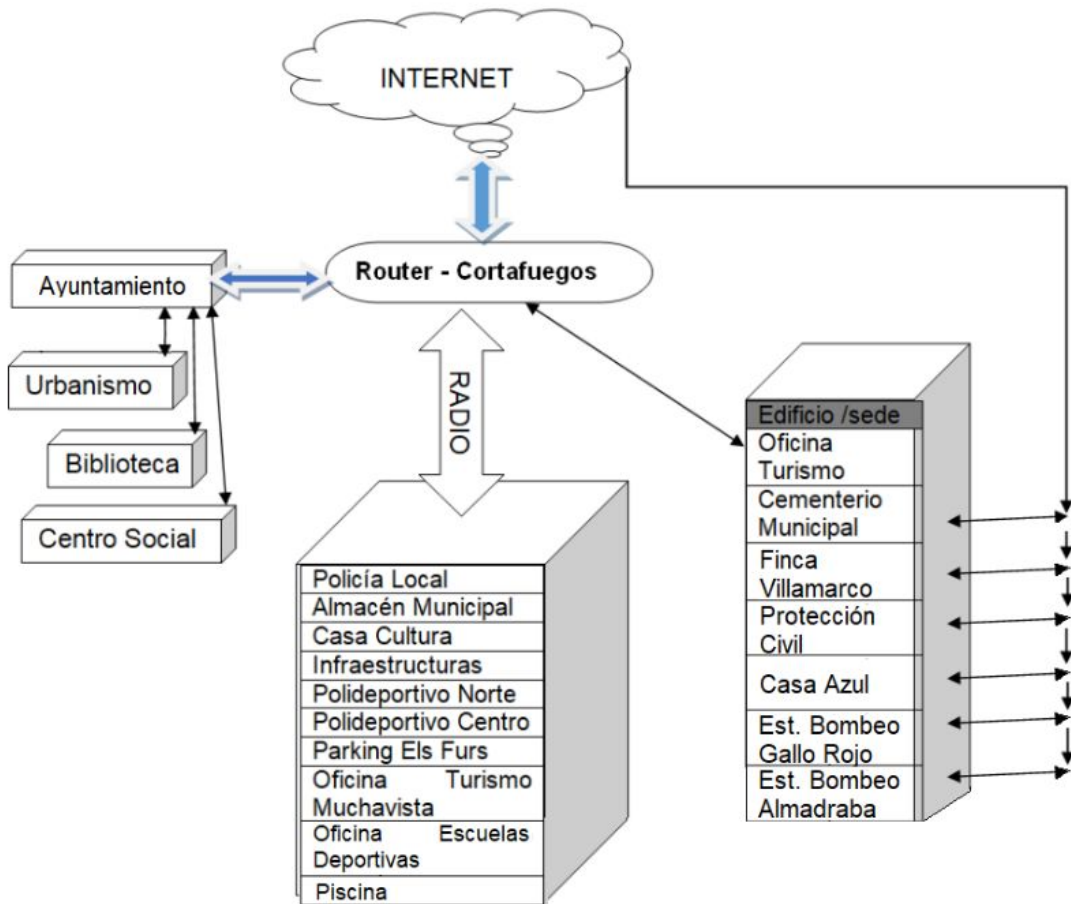 INTERNET
Router - Cortafuegos
Ayuntamiento
Urbanismo
Biblioteca
Centro Social
RADIO
Policía Local
Almacén Municipal
Casa Cultura
Infraestructuras
Polideportivo Norte
Polideportivo Centro
Parking Els Furs
Oficina Turismo
Muchavista
Oficina Escuelas
Deportivas
Piscina
Edificio /sede
Oficina
Turismo
Cementerio
Municipal
Finca
Villamarco
Protección
Civil
Casa Azul
Est. Bombeo
Gallo Rojo
Est. Bombeo
Almadraba